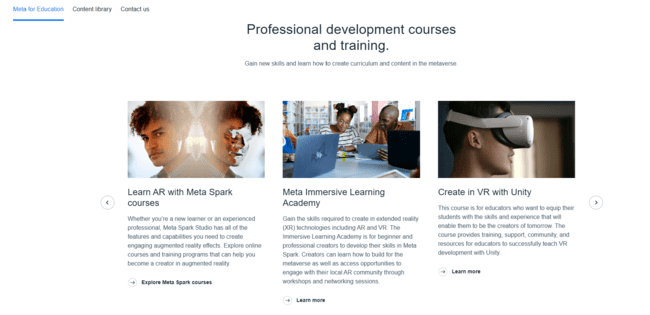 Meta for Education Content library Contact us
Professional development courses
and training.
Gain new skills and learn how to create curriculum and content in the metaverse.
Learn AR with Meta Spark
courses
Whether you're a new learner or an experienced
professional, Meta Spark Studio has all of the
features and capabilities you need to create
engaging augmented reality effects. Explore online
courses and training programs that can help you
become a creator in augmented reality.
Explore Meta Spark courses
Meta Immersive Learning
Academy
Gain the skills required to create in extended reality
(XR) technologies including AR and VR. The
Immersive Learning Academy is for beginner and
professional creators to develop their skills in Meta
Spark. Creators can learn how to build for the
metaverse as well as access opportunities to
engage with their local AR community through
workshops and networking sessions.
Learn more
Create in VR with Unity
This course is for educators who want to equip their
students with the skills and experience that will
enable them to be the creators of tomorrow. The
course provides training, support, community, and
resources for educators to successfully teach VR
development with Unity.
Learn more